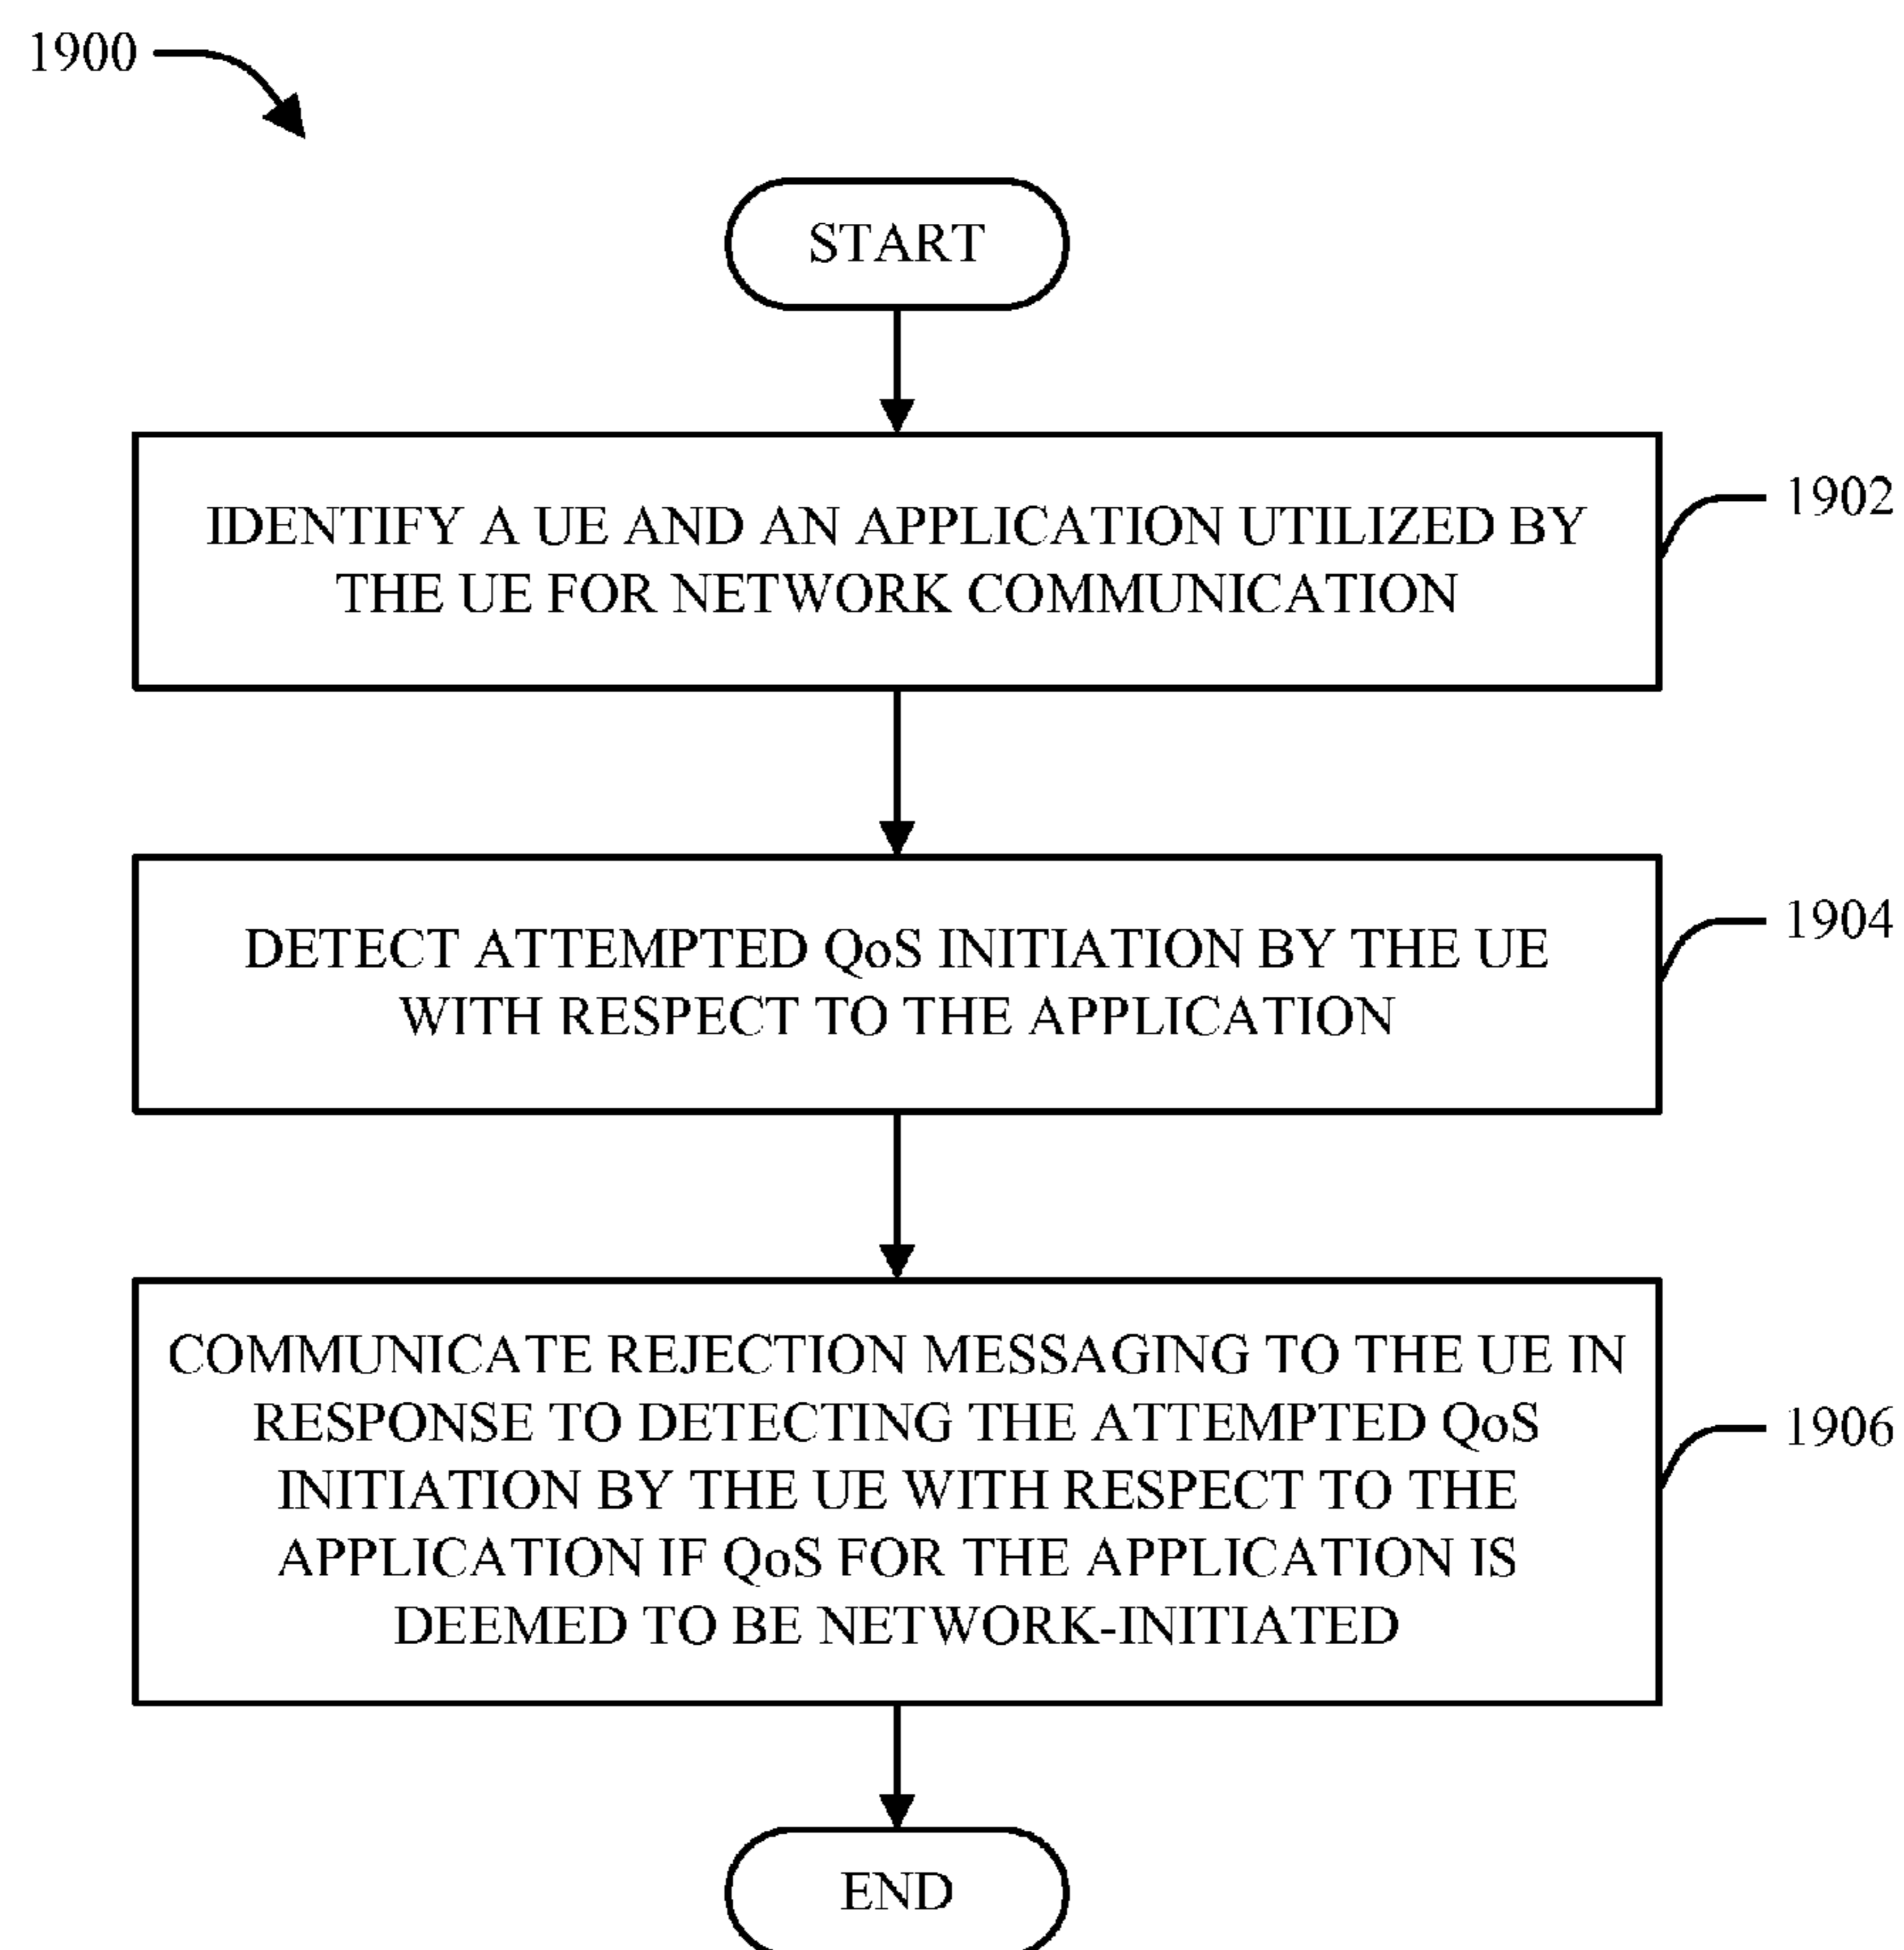 1900
START
IDENTIFY A UE AND AN APPLICATION UTILIZED BY
THE UE FOR NETWORK COMMUNICATION
1902
DETECT ATTEMPTED QoS INITIATION BY THE UE
WITH RESPECT TO THE APPLICATION
1904
COMMUNICATE REJECTION MESSAGING TO THE UE IN
RESPONSE TO DETECTING THE ATTEMPTED QoS
INITIATION BY THE UE WITH RESPECT TO THE
APPLICATION IF QoS FOR THE APPLICATION IS
DEEMED TO BE NETWORK-INITIATED
1906
END